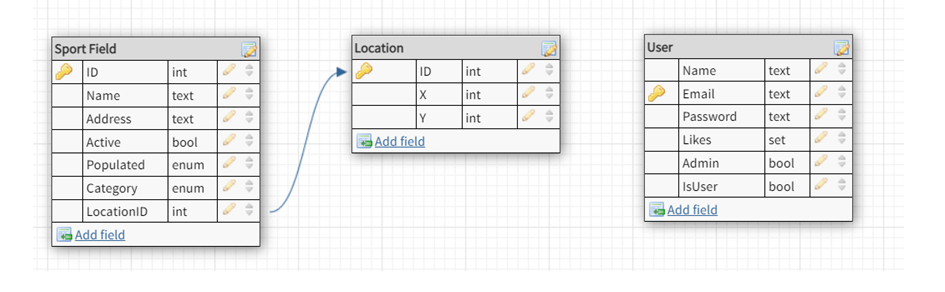 Sport Field
ID int
Name text
Address text
Active bool
Populated enum
Category enum
LocationID int
Add field
Location
ID int
X int
Y int
Add field
User
Name text
Email text
Password text
Likes set
Admin bool
IsUser bool
Add field